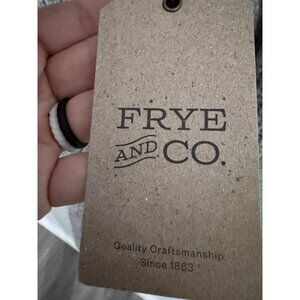 FRYE
AND CO.
Quality Craftsmanship
Since 1863